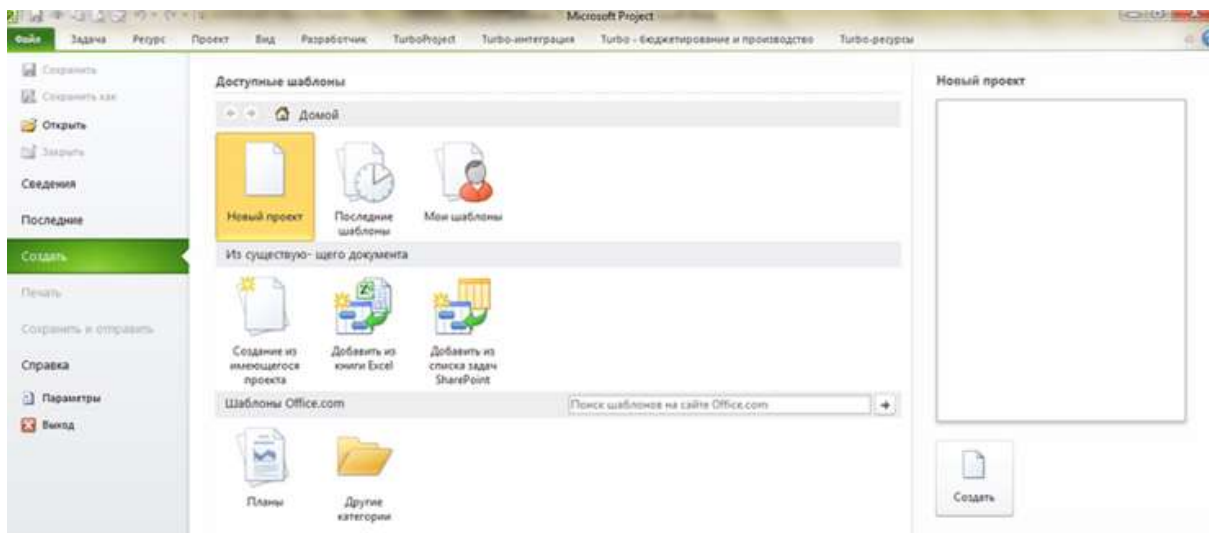 Microsoft Project
Файл Задача Ресурс Проект Вид Разработчик TurboProject Turbo-интеграция Turbo - бюджетирование и производство Turbo-ресурсы
Сохранить
Сохранить как
Открыть
Закрыть
Сведения
Последние
Создать
Печать
Сохранить и отправить
Справка
Параметры
Выход
Доступные шаблоны
Домой
Новый проект
Последние шаблоны
Мои шаблоны
Из существую- щего документа
Создание из имеющегося проекта
Добавить из книги Excel
Добавить из списка задач SharePoint
Шаблоны Office.com
Поиск шаблонов на сайте Office.com
Планы
Другие категории
Новый проект
Создать